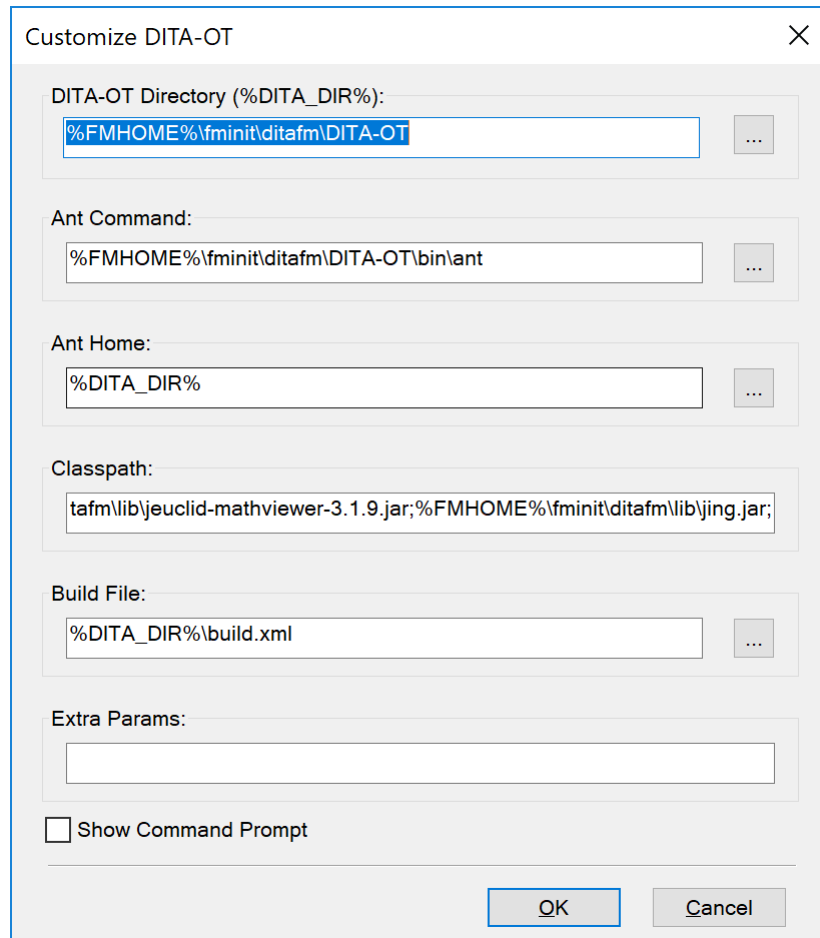 Customize DITA-OT
DITA-OT Directory (%DITA_DIR%):
%FMHOME%\fminit\ditafm\DITA-OT
...
Ant Command:
%FMHOME%\fminit\ditafm\DITA-OT\bin\ant
...
Ant Home:
%DITA_DIR%
...
Classpath:
tafm\lib\jeuclid-mathviewer-3.1.9.jar;%FMHOME%\fminit\ditafm\lib\jing.jar;
Build File:
%DITA_DIR%\build.xml
...
Extra Params:
Show Command Prompt
OK Cancel